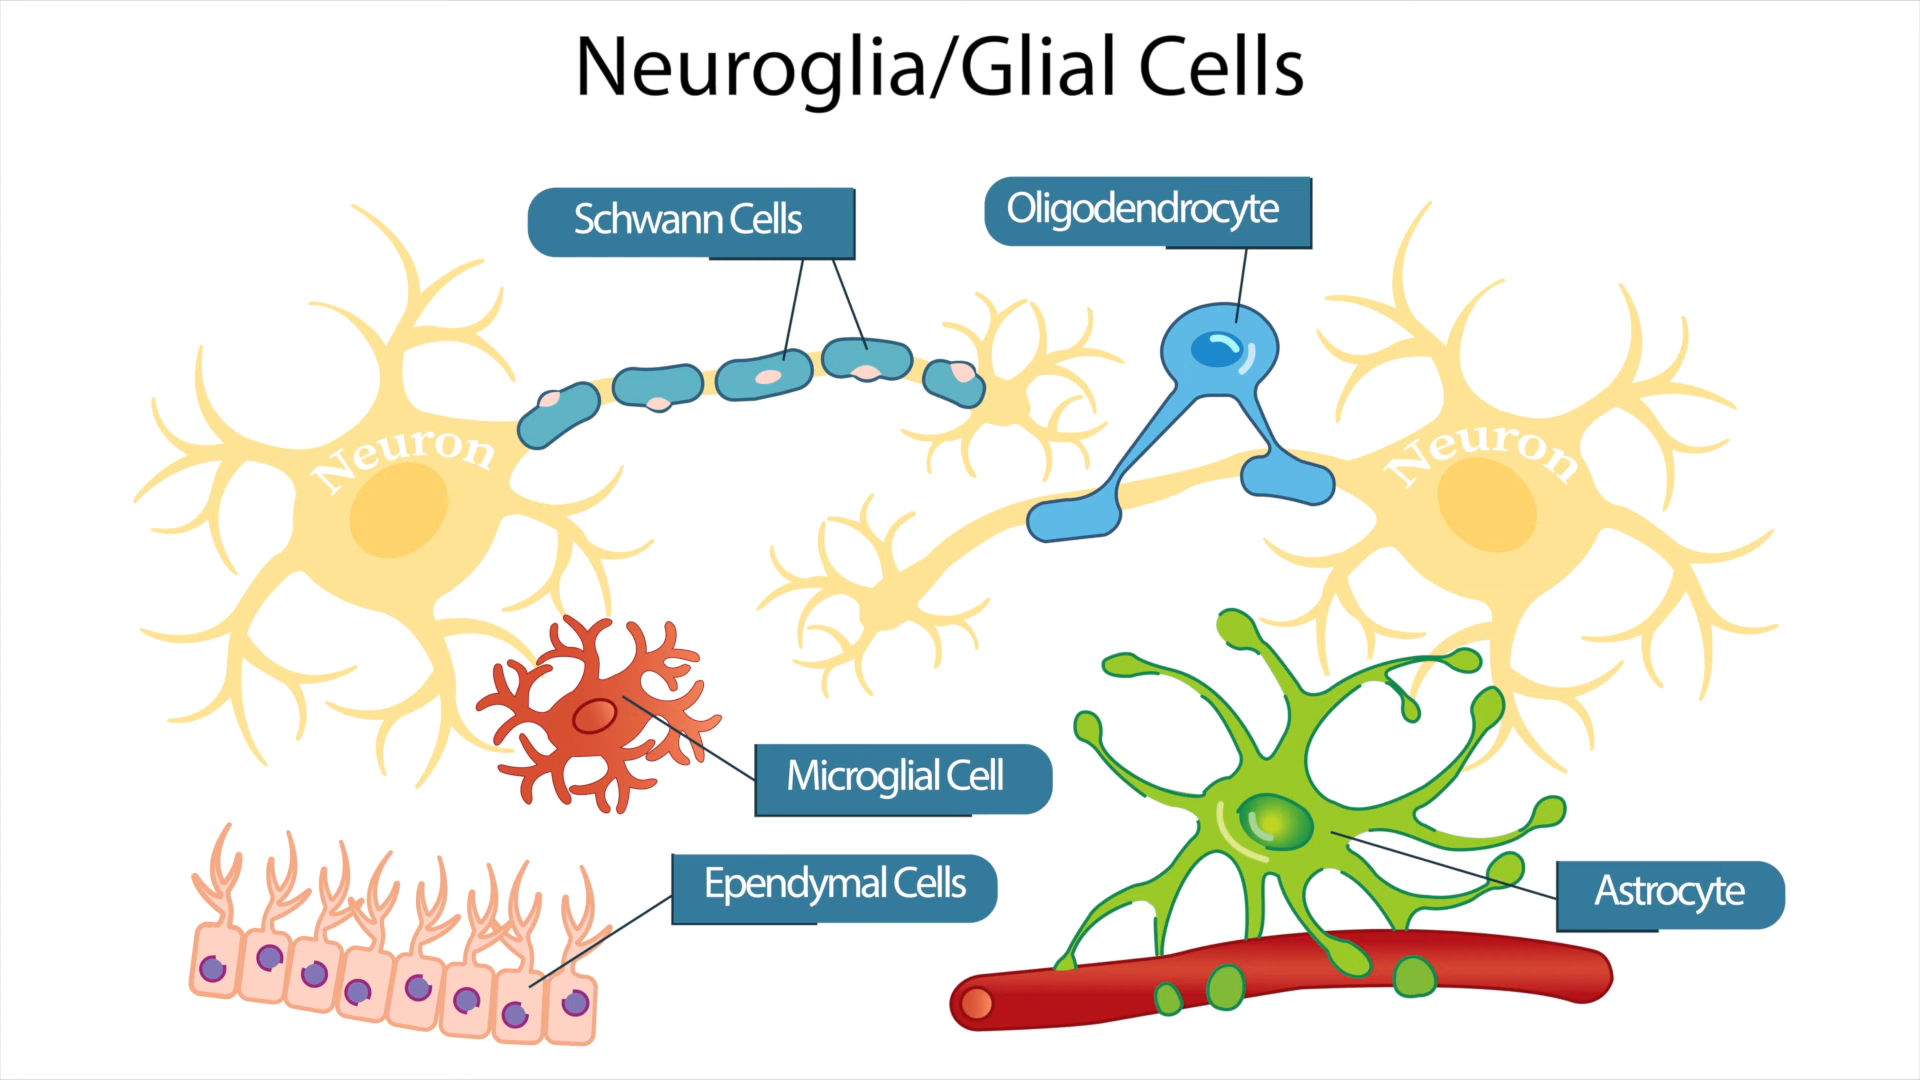 Neuroglia/Glial Cells
Schwann Cells
Oligodendrocyte
Neuron
Neuron
Microglial Cell
Ependymal Cells
Astrocyte